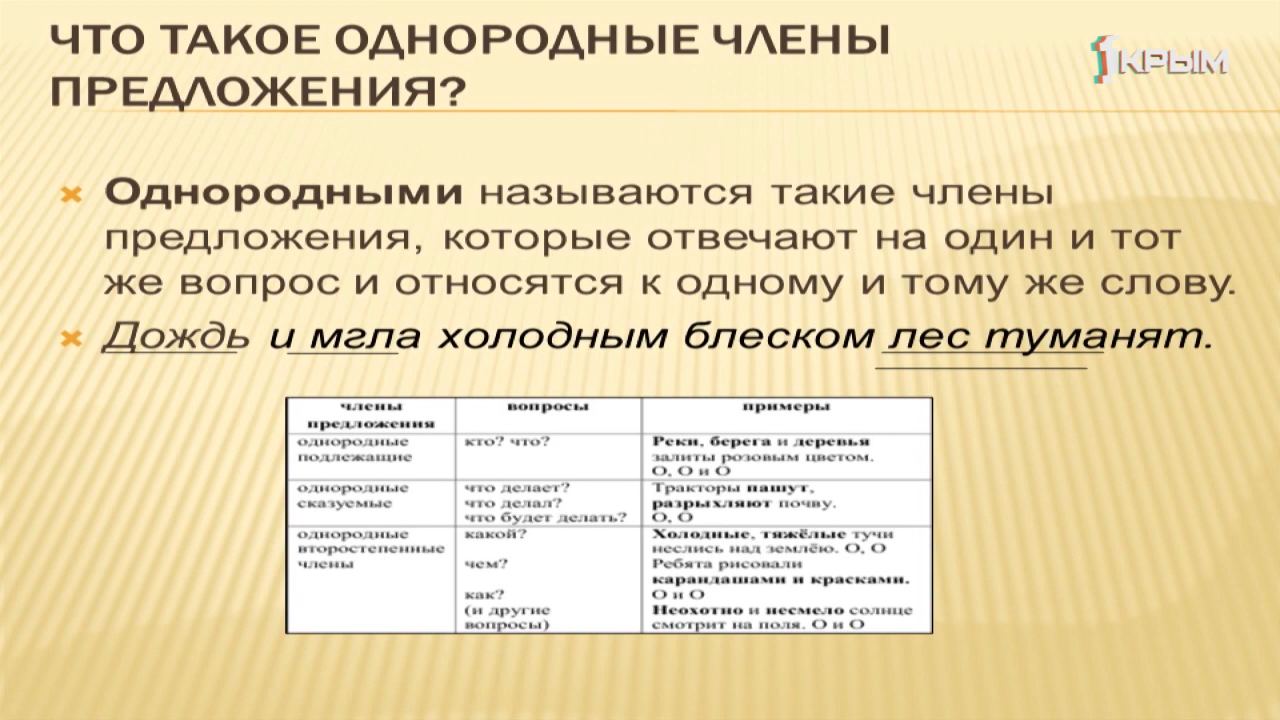 ЧТО ТАКОЕ ОДНОРОДНЫЕ ЧЛЕНЫ
ПРЕДЛОЖЕНИЯ?
1КРЫМ
Однородными называются такие члены
предложения, которые отвечают на один и тот
же вопрос и относятся к одному и тому же слову.
Дождь и мгла холодным блеском лес туманят.
члены
предложения
вопросы
примеры
однородные
подлежащие
кто? что?
Реки, берега и деревья
залиты розовым цветом.
О, О и О
однородные
сказуемые
что делает?
что делал?
что будет делать?
Тракторы пашут,
разрыхляют почву.
О, О
однородные
второстепенные
члены
какой?
чем?
как?
(и другие
вопросы)
Холодные, тяжёлые тучи
неслись над землёю. О, О
Ребята рисовали
карандашами и красками.
О и О
Неохотно и несмело солнце
смотрит на поля. О и О